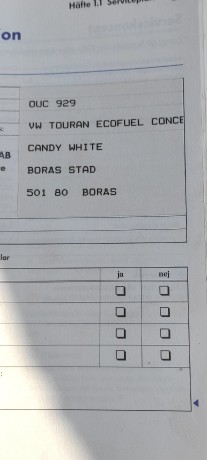 Häfte 1.1
on
OUC 929
VW TOURAN ECOFUEL CONCE
CANDY WHITE
AB
BORAS STAD
501 80 BORAS
lar
ja nej